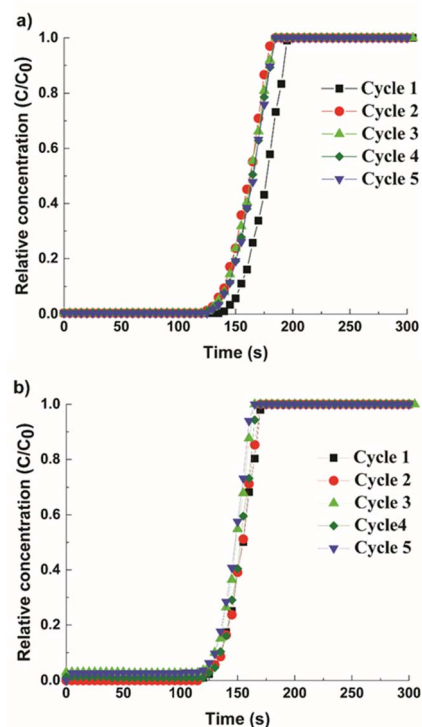 a)
1.0
0.8
0.6
0.4
0.2
0.0
Relative concentration (C/C₀)
Cycle 1
Cycle 2
Cycle 3
Cycle 4
Cycle 5
0 50 100 150 200 250 300
Time (s)
b)
1.0
0.8
0.6
0.4
0.2
0.0
Relative concentration (C/C₀)
Cycle 1
Cycle 2
Cycle 3
Cycle4
Cycle 5
0 50 100 150 200 250 300
Time (s)